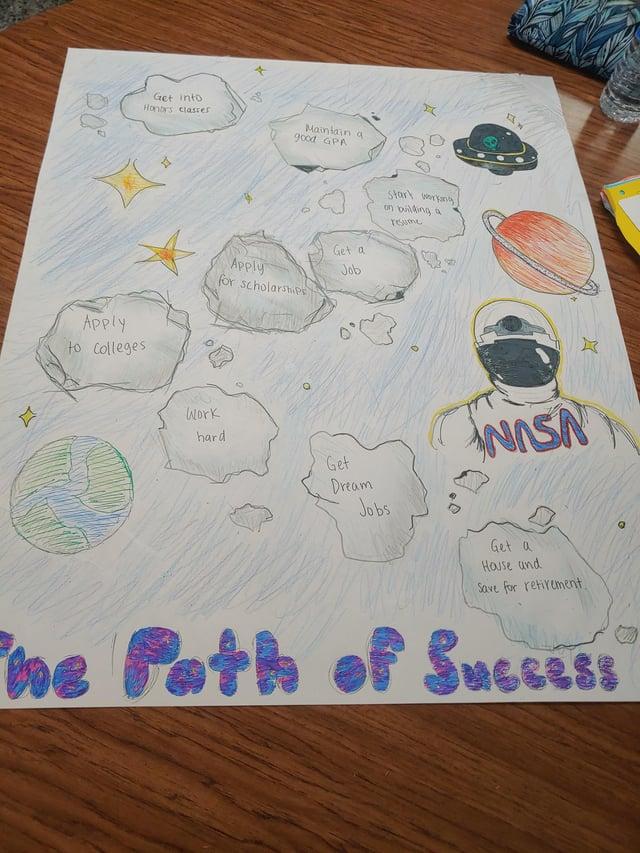 Get into
Honors classes
Maintain a
good GPA
Start working
on building a
resume
Get a
Job
Apply
for scholarships
Apply
to colleges
Work
hard
Get
Dream
Jobs
Get a
House and
save for retirement.
NASA
The Path of Success